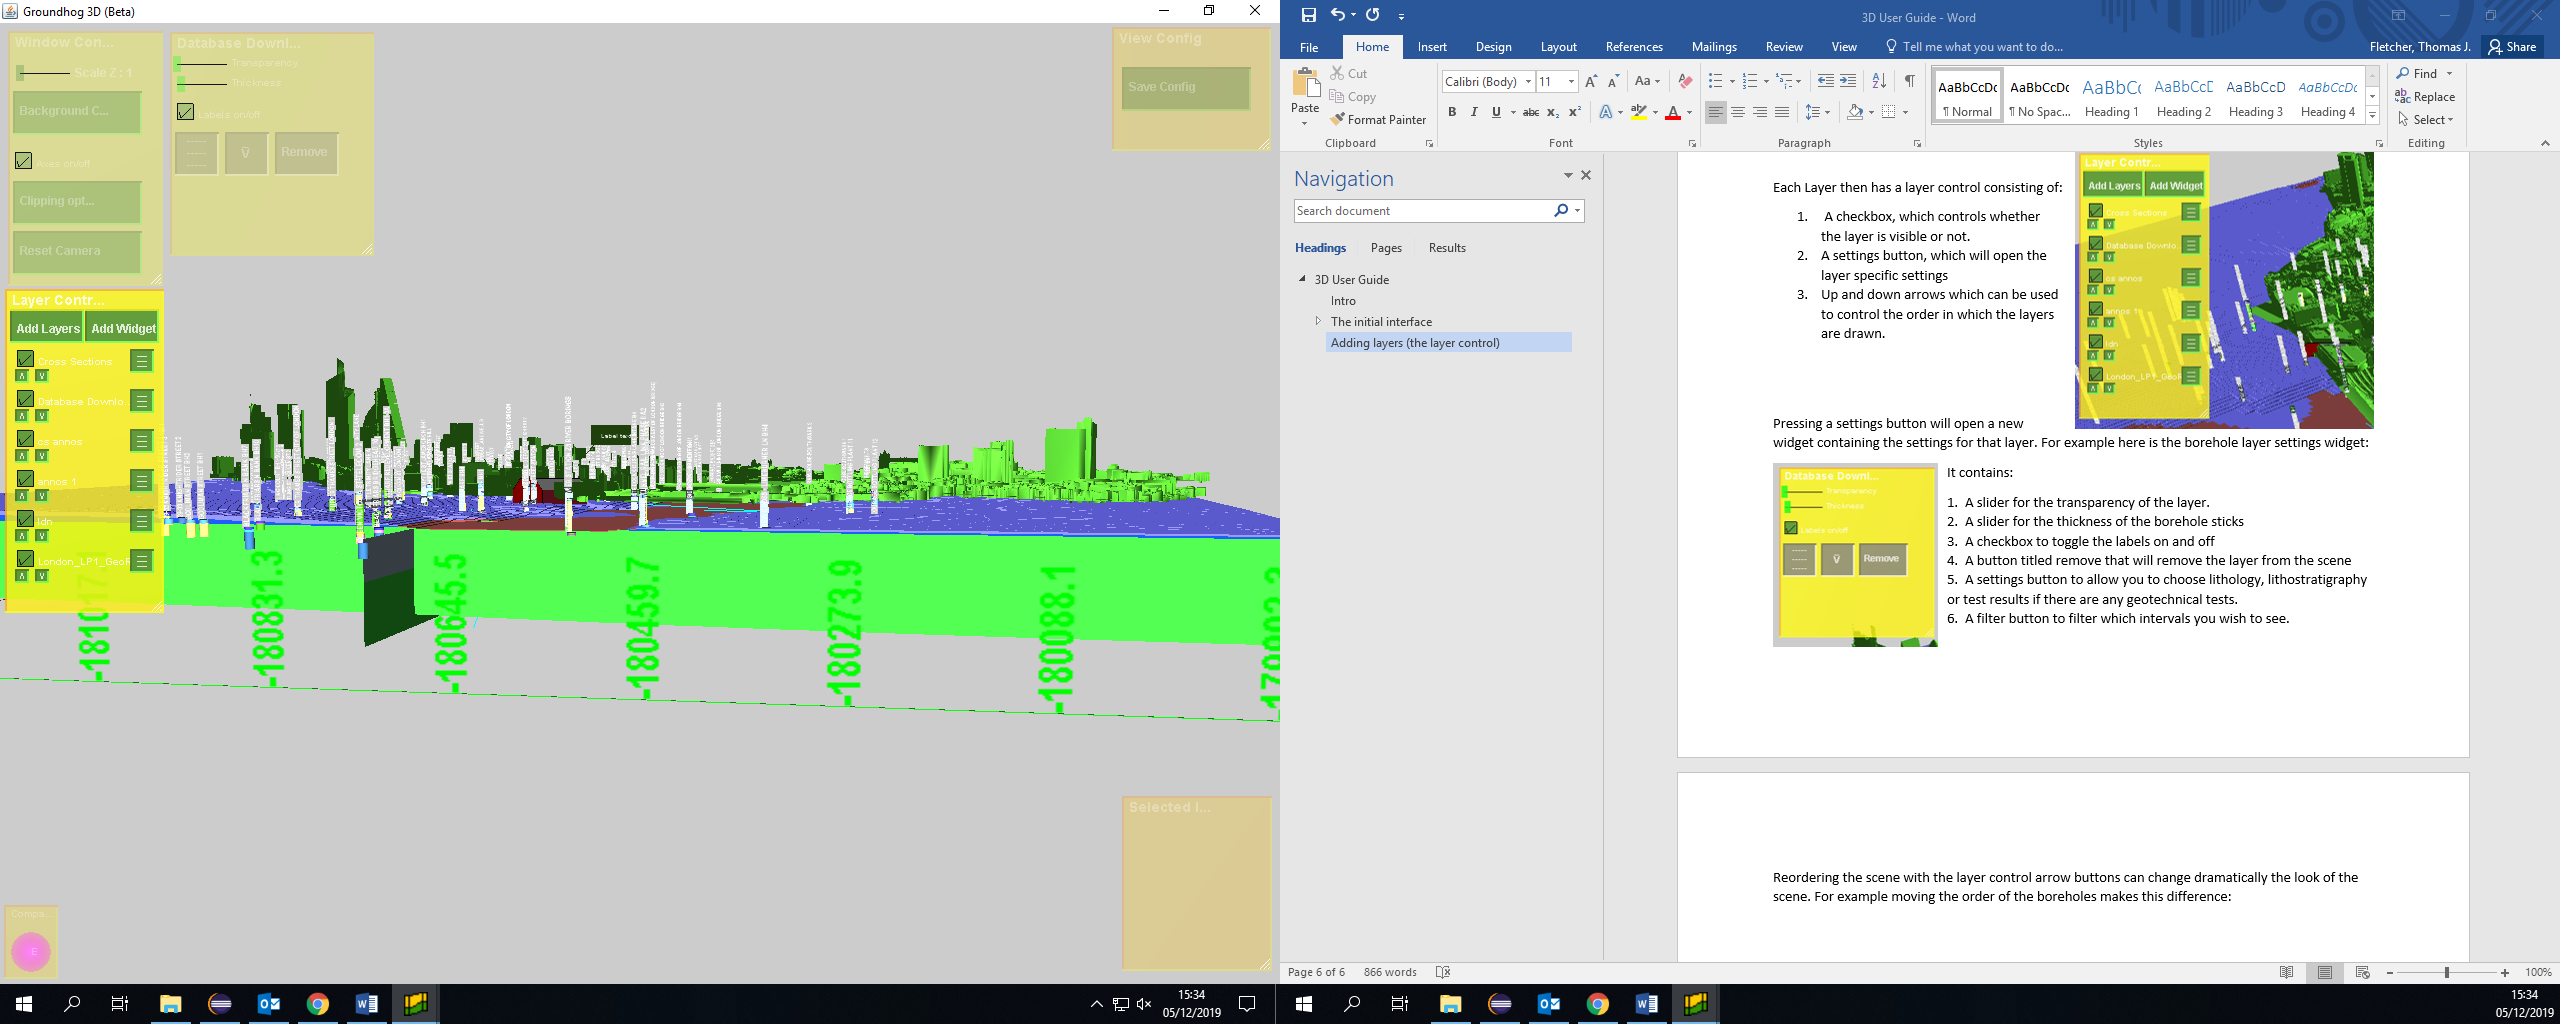 Groundhog 3D (Beta)
Window Con...
Scale Z : 1
Background C...
Axes on/off
Clipping opt...
Reset Camera
Database Downl...
Transparency
Thickness
Labels on/off
Remove
View Config
Save Config
Layer Contr...
Add Layers
Add Widget
Cross Sections
Database Downlo...
os annos
annos 1
ldn
London_LP1_GeoR
Label text
-180831.3
-180645.5
-180459.7
-180273.9
-180088.1
Selected I...
Compa...
E
15:34
05/12/2019
3D User Guide - Word
File
Home
Insert
Design
Layout
References
Mailings
Review
View
Tell me what you want to do...
Fletcher, Thomas J.
Share
Paste
Cut
Copy
Format Painter
Clipboard
Calibri (Body)
11
Font
Paragraph
AaBbCcDc
¶ Normal
AaBbCcDc
¶ No Spac...
AaBbC(
Heading 1
AaBbCcE
Heading 2
AaBbCcD
Heading 3
AaBbCcDc
Heading 4
Styles
Find
Replace
Select
Editing
Navigation
Search document
Headings
Pages
Results
3D User Guide
Intro
The initial interface
Adding layers (the layer control)
Each Layer then has a layer control consisting of:
1. A checkbox, which controls whether
the layer is visible or not.
2. A settings button, which will open the
layer specific settings
3. Up and down arrows which can be used
to control the order in which the layers
are drawn.
Layer Contr...
Add Layers
Add Widget
Cross Sections
Database Downlo...
os annos
annos 1
ldn
London_LP1_GeoR
Pressing a settings button will open a new
widget containing the settings for that layer. For example here is the borehole layer settings widget:
Database Downl...
Transparency
Thickness
Labels on/off
Remove
It contains:
1. A slider for the transparency of the layer.
2. A slider for the thickness of the borehole sticks
3. A checkbox to toggle the labels on and off
4. A button titled remove that will remove the layer from the scene
5. A settings button to allow you to choose lithology, lithostratigraphy
or test results if there are any geotechnical tests.
6. A filter button to filter which intervals you wish to see.
Reordering the scene with the layer control arrow buttons can change dramatically the look of the
scene. For example moving the order of the boreholes makes this difference:
Page 6 of 6
866 words
100%
15:34
05/12/2019